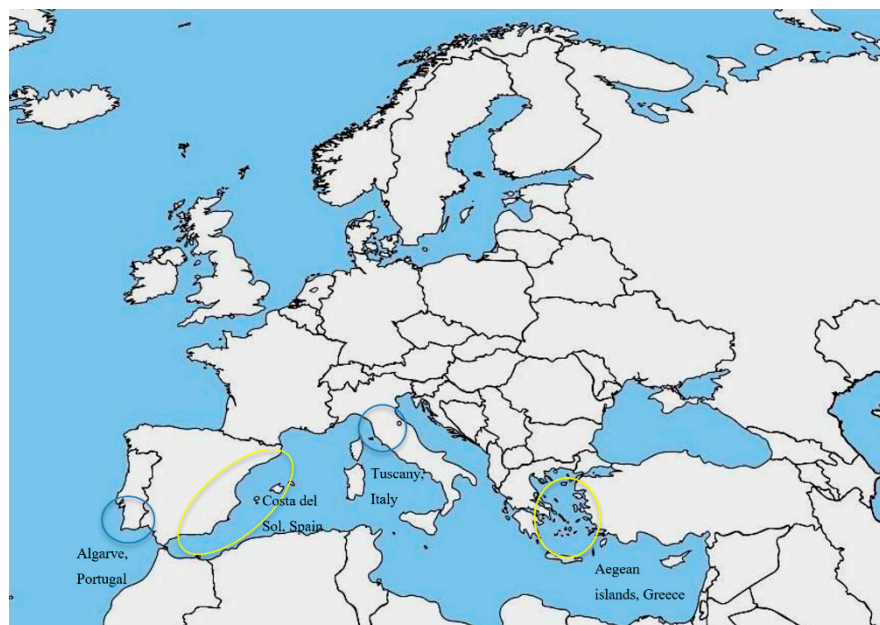 Tuscany,
Italy
Costa del
Sol, Spain
Algarve,
Portugal
Aegean
islands, Greece